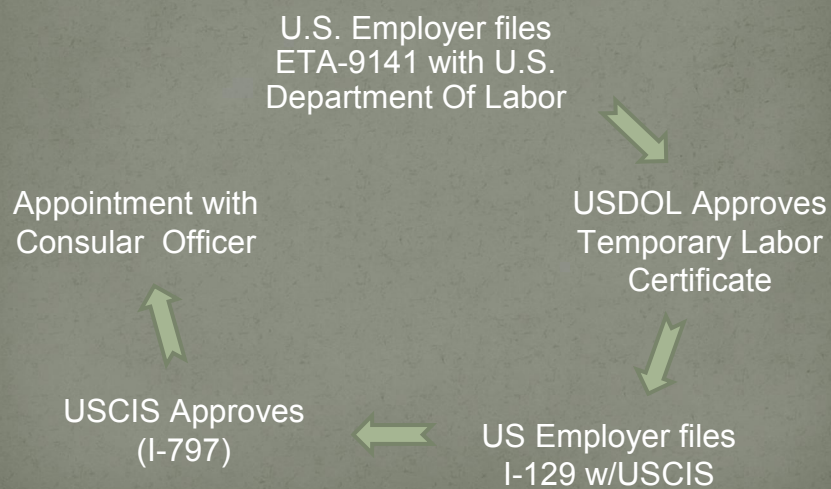 U.S. Employer files
ETA-9141 with U.S.
Department Of Labor
USDOL Approves
Temporary Labor
Certificate
US Employer files
I-129 w/USCIS
USCIS Approves
(I-797)
Appointment with
Consular Officer